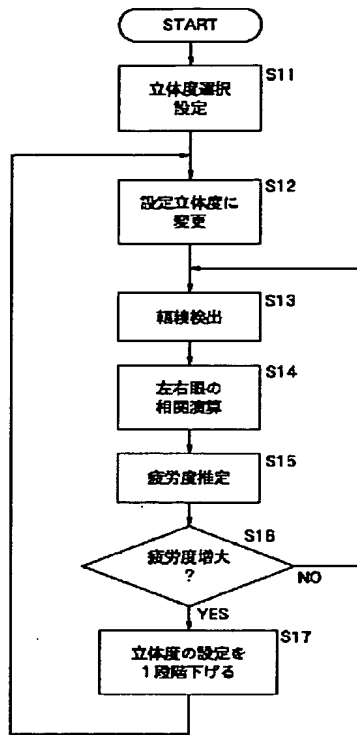 START
S11
立体度選択
設定
S12
設定立体度に
変更
S13
輻輳検出
S14
左右眼の
相関演算
S15
疲労度推定
S16
疲労度増大
?
NO
YES
S17
立体度の設定を
1段階下げる